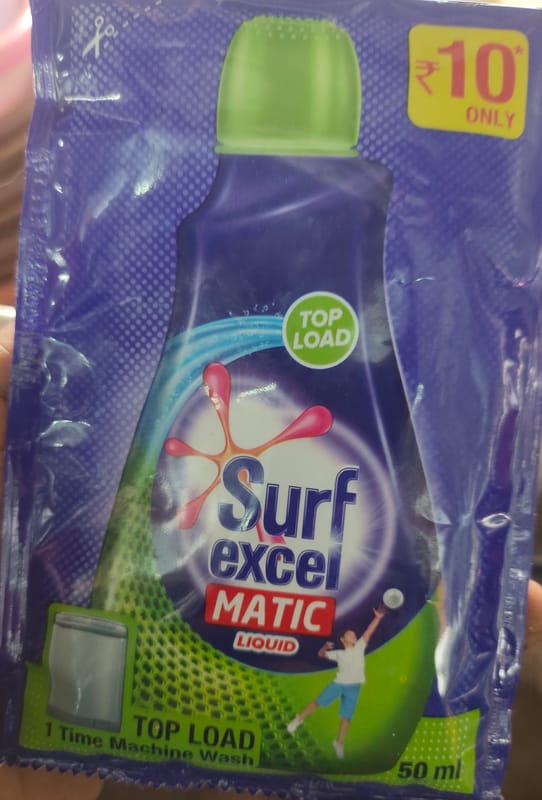 ₹10*
ONLY
TOP
LOAD
Surf
excel
MATIC
LIQUID
TOP LOAD
1 Time Machine Wash
50 ml